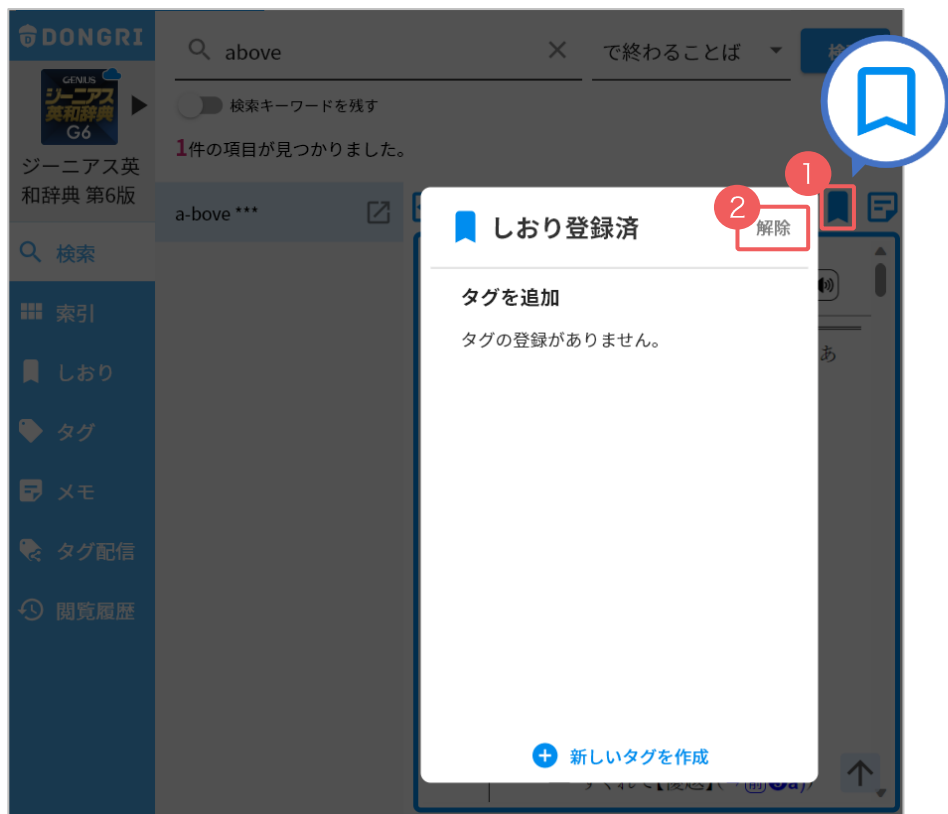 DONGRI
above
で終わることば
GENIUS
ジーニアス
英和辞典
G6
検索キーワードを残す
1件の項目が見つかりました。
ジーニアス英
和辞典 第6版
a-bove ***
1
2
しおり登録済
解除
検索
タグを追加
索引
タグの登録がありません。
あ
しおり
タグ
メモ
タグ配信
閲覧履歴
新しいタグを作成